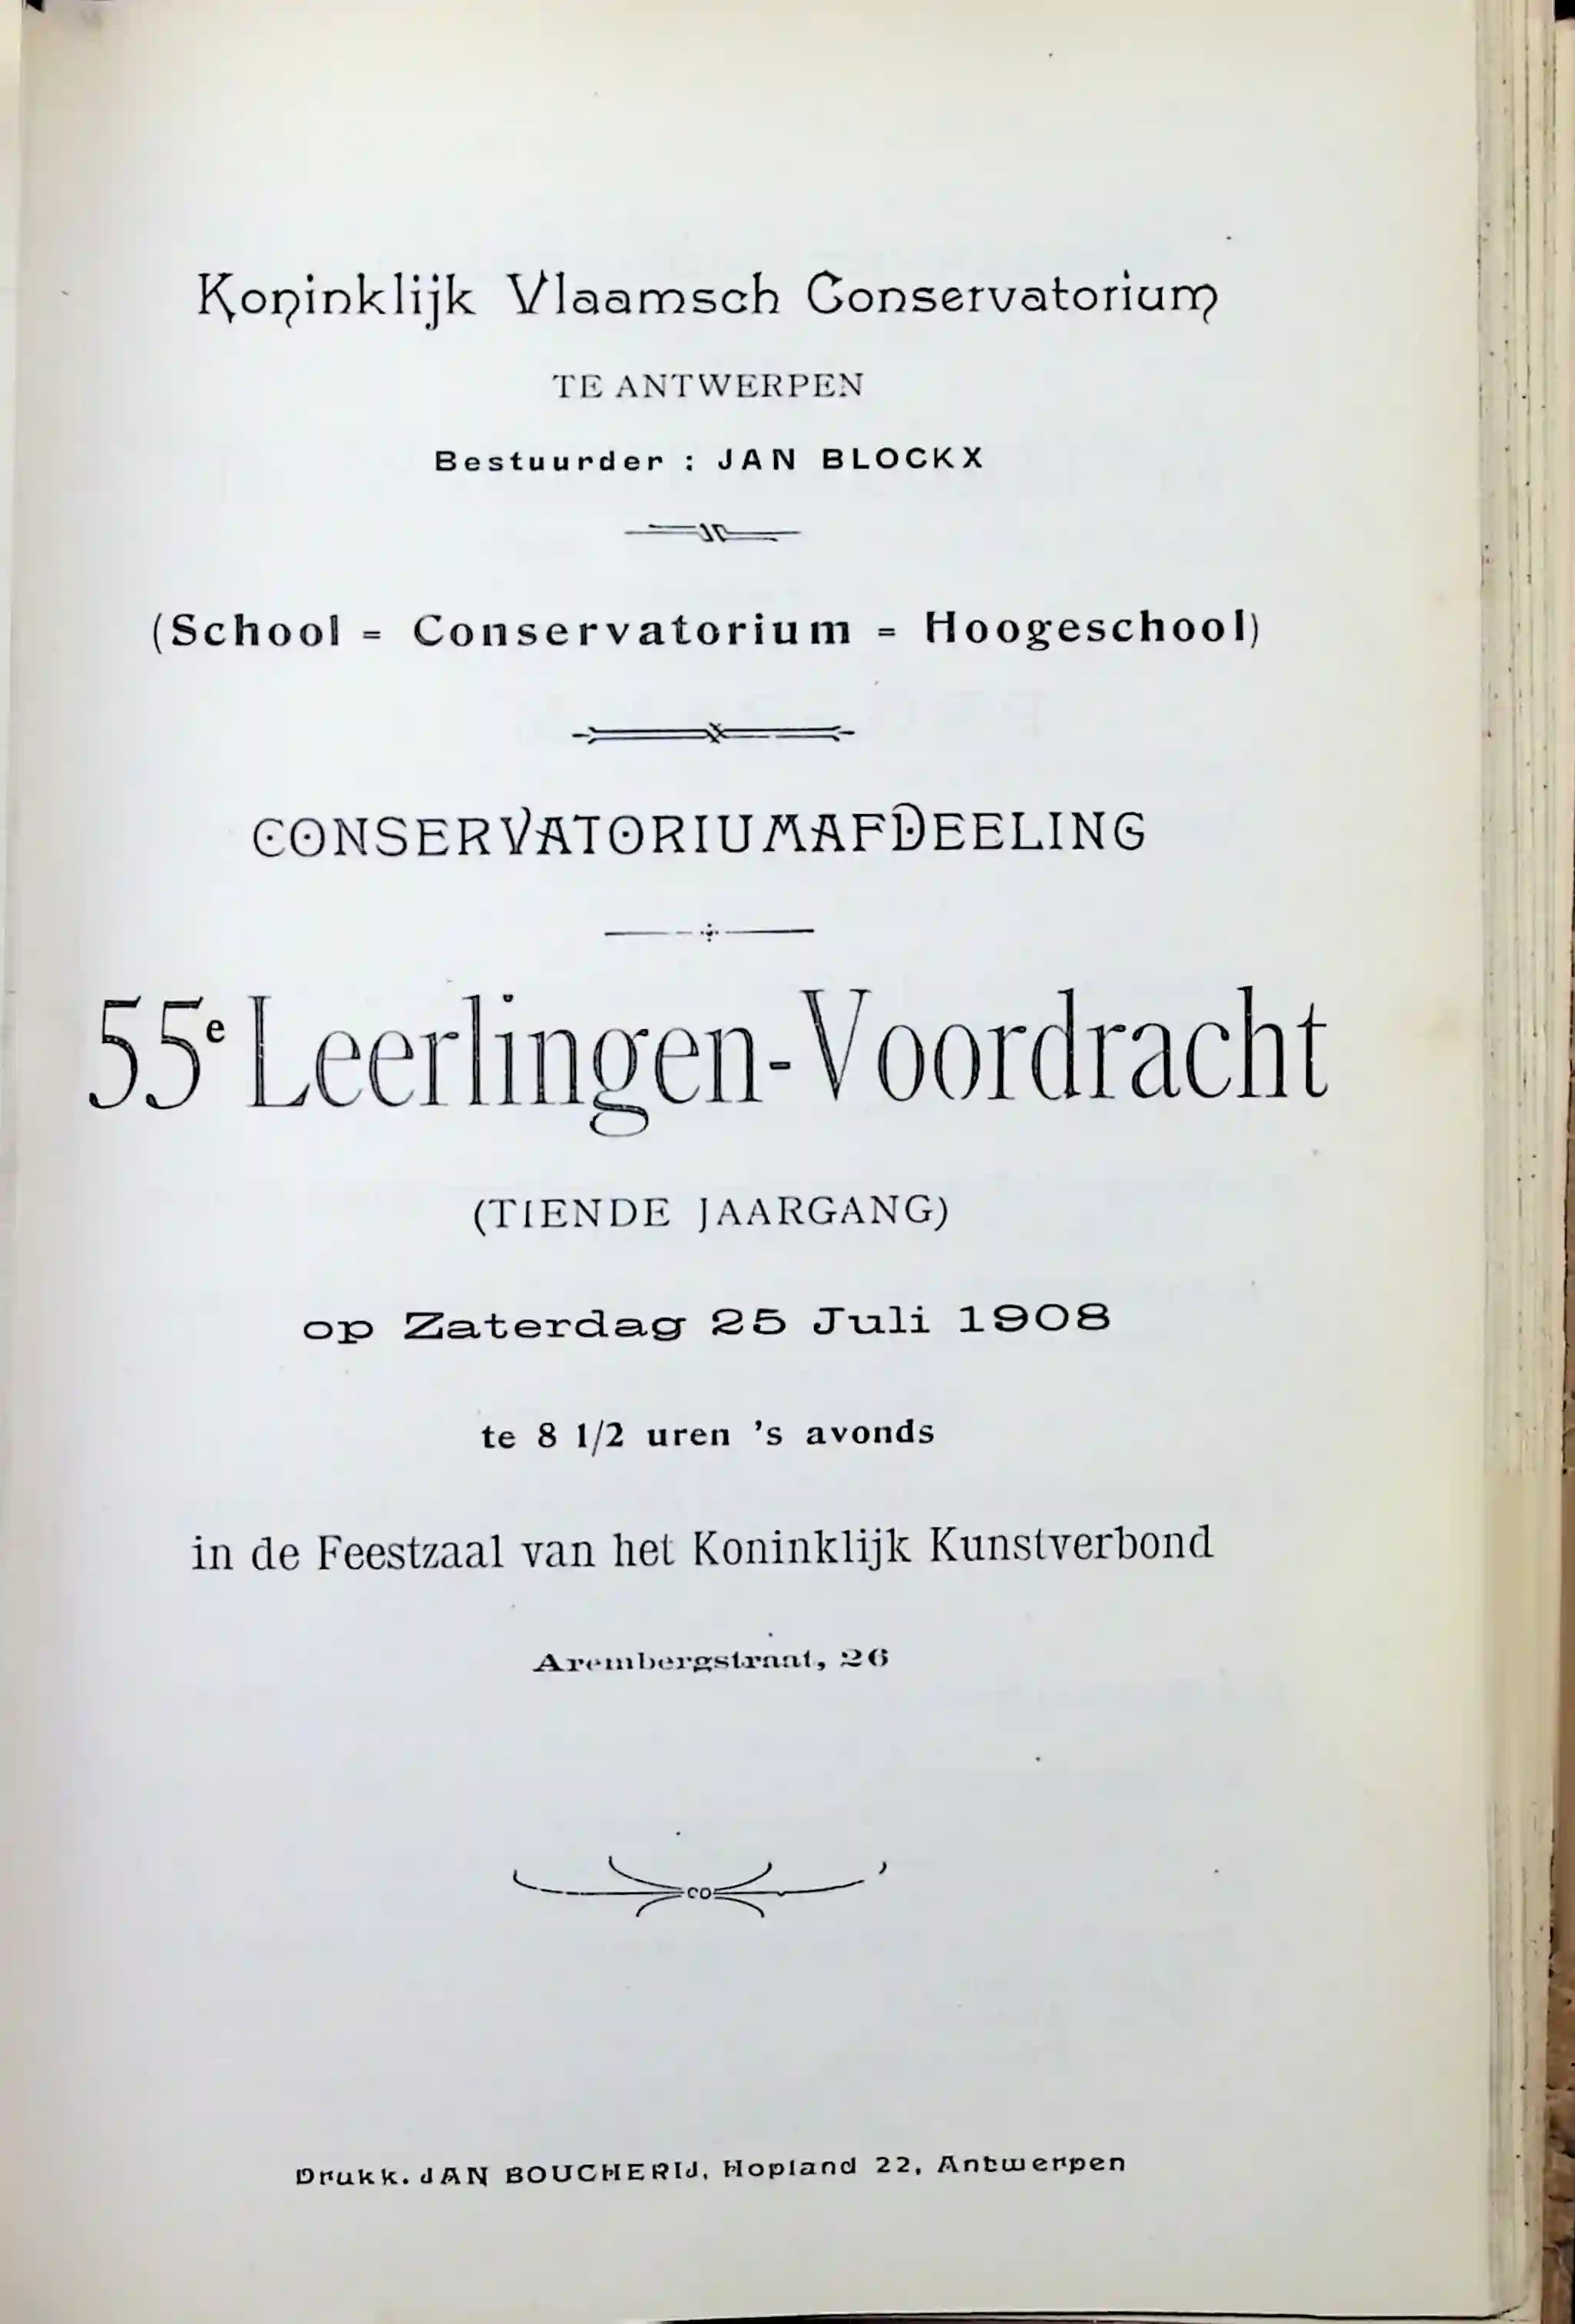 Koninklijk Vlaamsch Conservatorium
TE ANTWERPEN
Bestuurder : JAN BLOCKX
(School = Conservatorium = Hoogeschool)
CONSERVATORIUMAFDEELING
55e Leerlingen-Voordracht
(TIENDE JAARGANG)
op Zaterdag 25 Juli 1908
te 8 1/2 uren 's avonds
in de Feestzaal van het Koninklijk Kunstverbond
Arembergstraat, 26
Drukk. JAN BOUCHERIJ, Hopland 22, Antwerpen